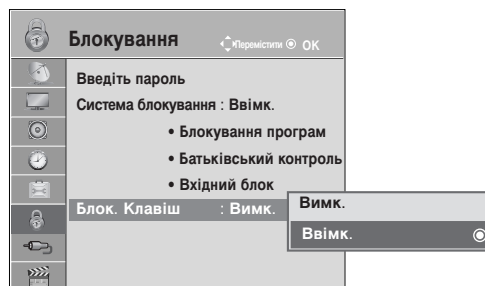 Блокування
Перемістити OK
Введіть пароль
Система блокування : Ввімк.
• Блокування програм
• Батьківський контроль
• Вхідний блок
Блок. Клавіш : Вимк.
Вимк.
Ввімк.